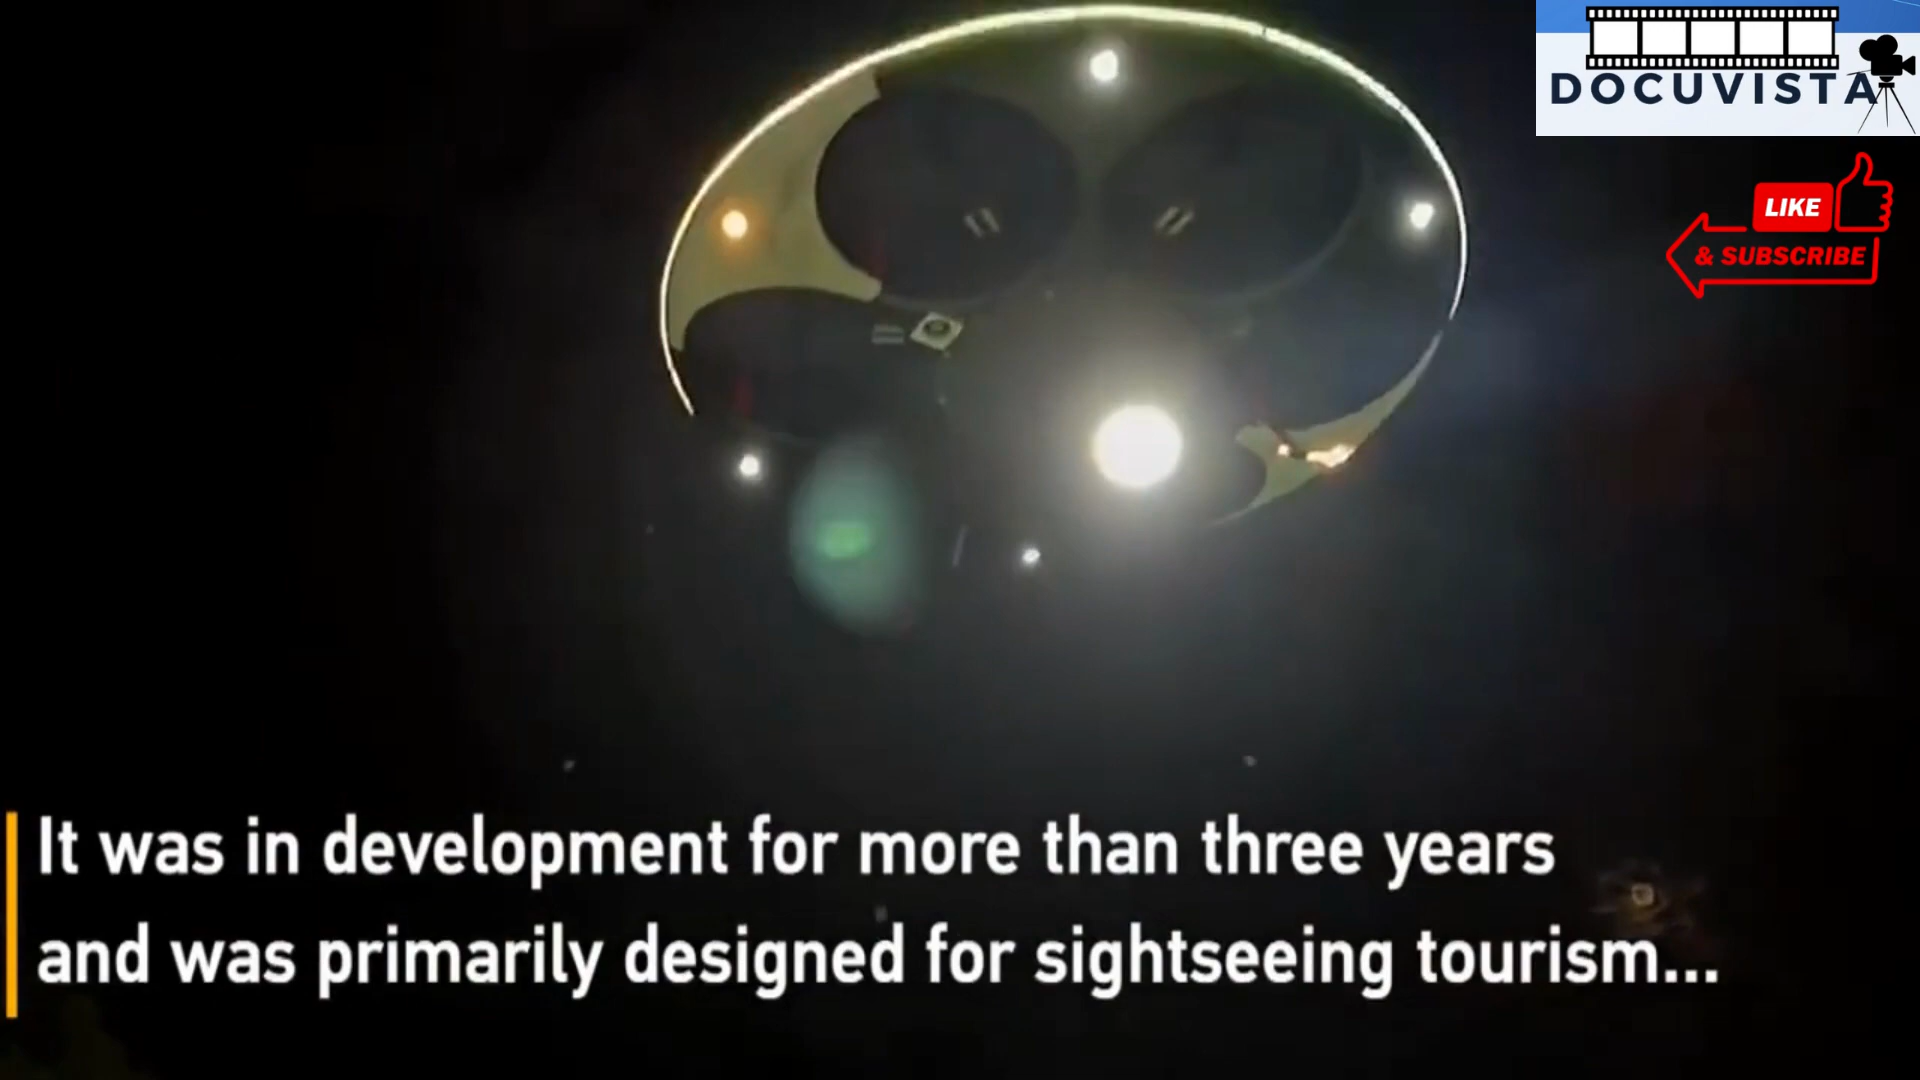 DOCUVISTA
LIKE
& SUBSCRIBE
It was in development for more than three years
and was primarily designed for sightseeing tourism...